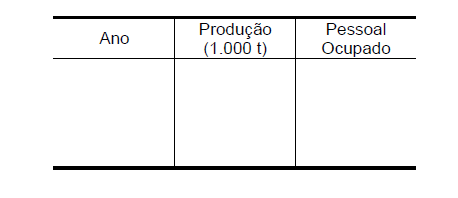 Ano
Produção
(1.000 t)
Pessoal
Ocupado